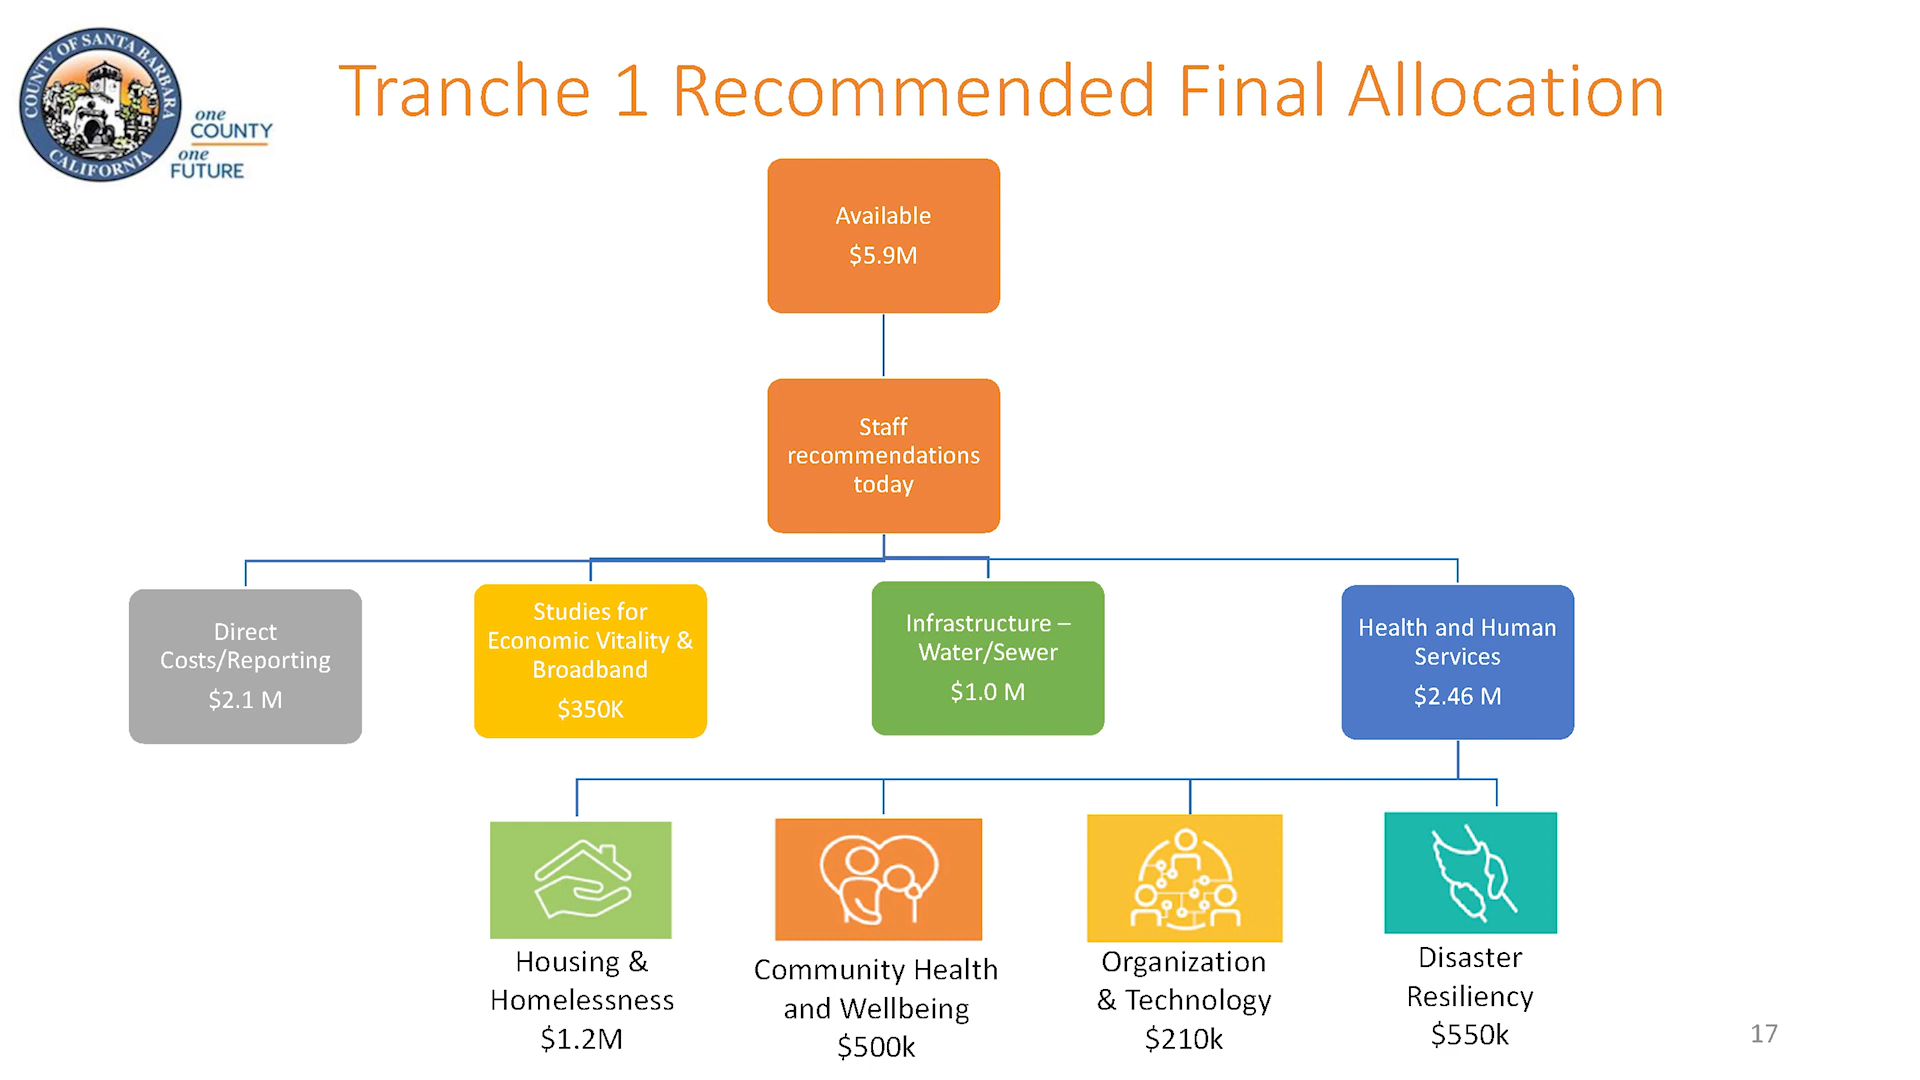 COUNTY OF SANTA BARBARA
CALIFORNIA
one
COUNTY
one
FUTURE
Tranche 1 Recommended Final Allocation
Available
$5.9M
Staff
recommendations
today
Direct
Costs/Reporting
$2.1 M
Studies for
Economic Vitality &
Broadband
$350K
Infrastructure –
Water/Sewer
$1.0 M
Health and Human
Services
$2.46 M
Housing &
Homelessness
$1.2M
Community Health
and Wellbeing
$500k
Organization
& Technology
$210k
Disaster
Resiliency
$550k
17